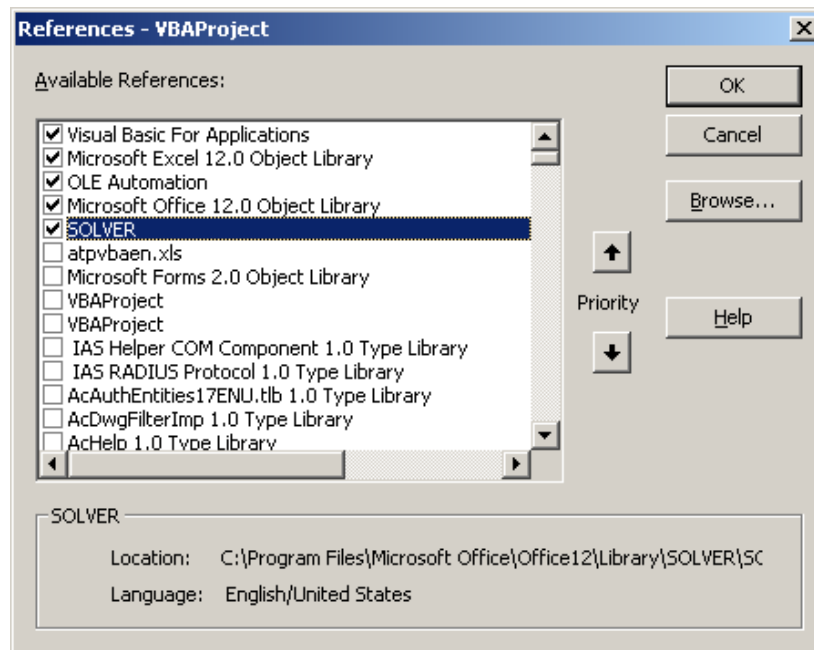 References - VBAProject
Available References:
OK
Cancel
Browse...
Priority
Help
Visual Basic For Applications
Microsoft Excel 12.0 Object Library
OLE Automation
Microsoft Office 12.0 Object Library
SOLVER
atpvbaen.xls
Microsoft Forms 2.0 Object Library
VBAProject
VBAProject
IAS Helper COM Component 1.0 Type Library
IAS RADIUS Protocol 1.0 Type Library
AcAuthEntities17ENU.tlb 1.0 Type Library
AcDwgFilterImp 1.0 Type Library
AcHelp 1.0 Type Library
SOLVER
Location: C:\Program Files\Microsoft Office\Office12\Library\SOLVER\SC
Language: English/United States